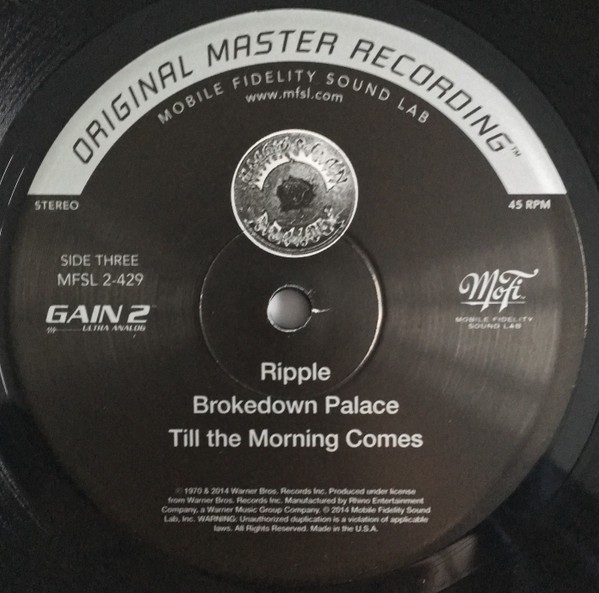 ORIGINAL MASTER RECORDING™
MOBILE FIDELITY SOUND LAB
www.mfsl.com
AMERICAN
BEAUTY
STEREO
45 RPM
SIDE THREE
MFSL 2-429
GAIN 2™
ULTRA ANALOG
MoFi
MOBILE FIDELITY
SOUND LAB
Ripple
Brokedown Palace
Till the Morning Comes
℗ 1970 & 2014 Warner Bros. Records Inc. Produced under license
from Warner Bros. Records Inc. Manufactured by Rhino Entertainment
Company, a Warner Music Group Company. © 2014 Mobile Fidelity Sound
Lab, Inc. WARNING: Unauthorized duplication is a violation of applicable
laws. All Rights Reserved. Made in the U.S.A.